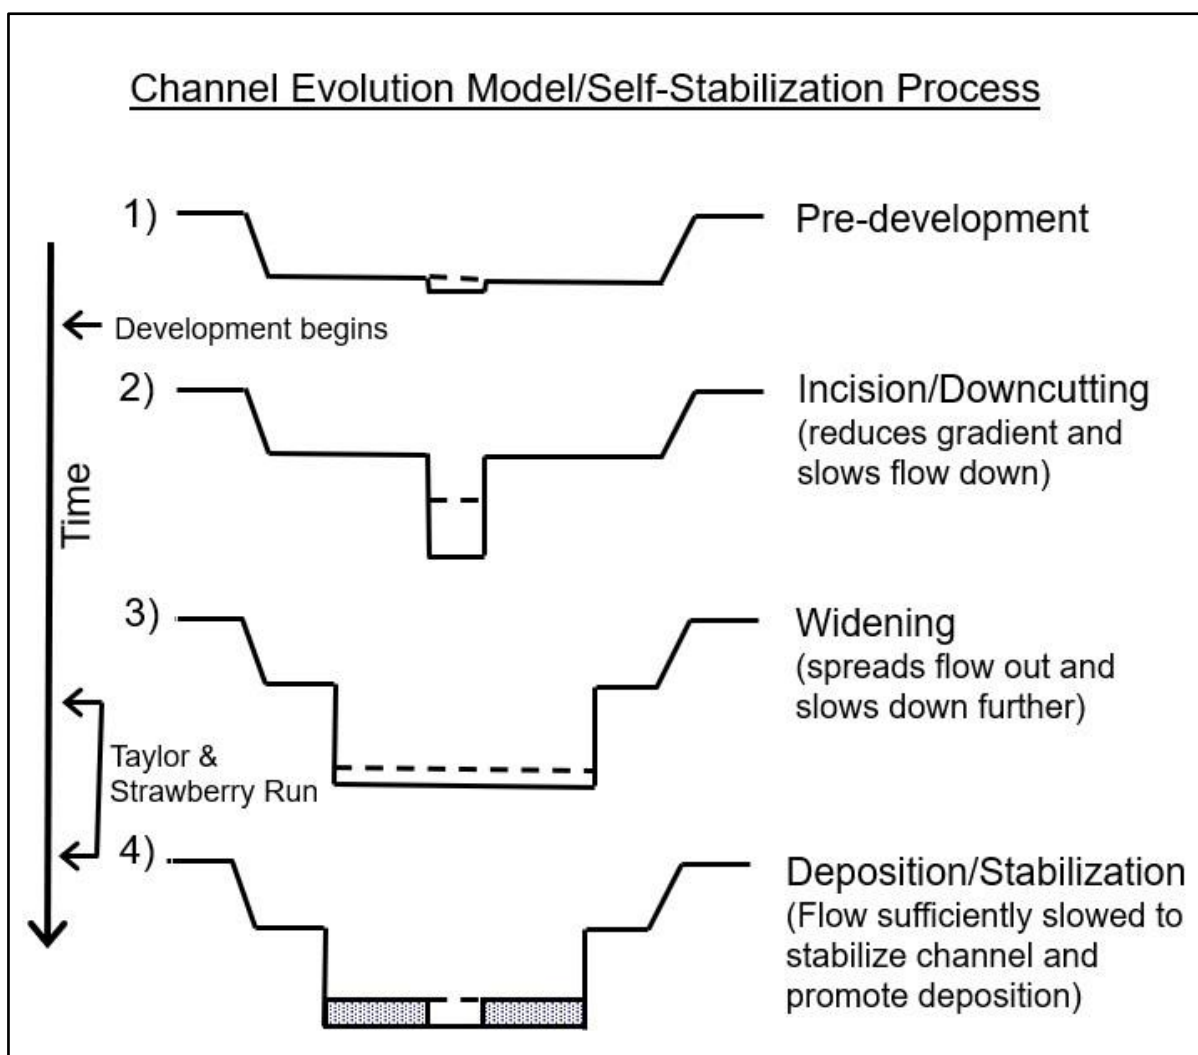 Channel Evolution Model/Self-Stabilization Process
1)
Pre-development
Development begins
2)
Incision/Downcutting
(reduces gradient and
slows flow down)
Time
3)
Widening
(spreads flow out and
slows down further)
Taylor &
Strawberry Run
4)
Deposition/Stabilization
(Flow sufficiently slowed to
stabilize channel and
promote deposition)